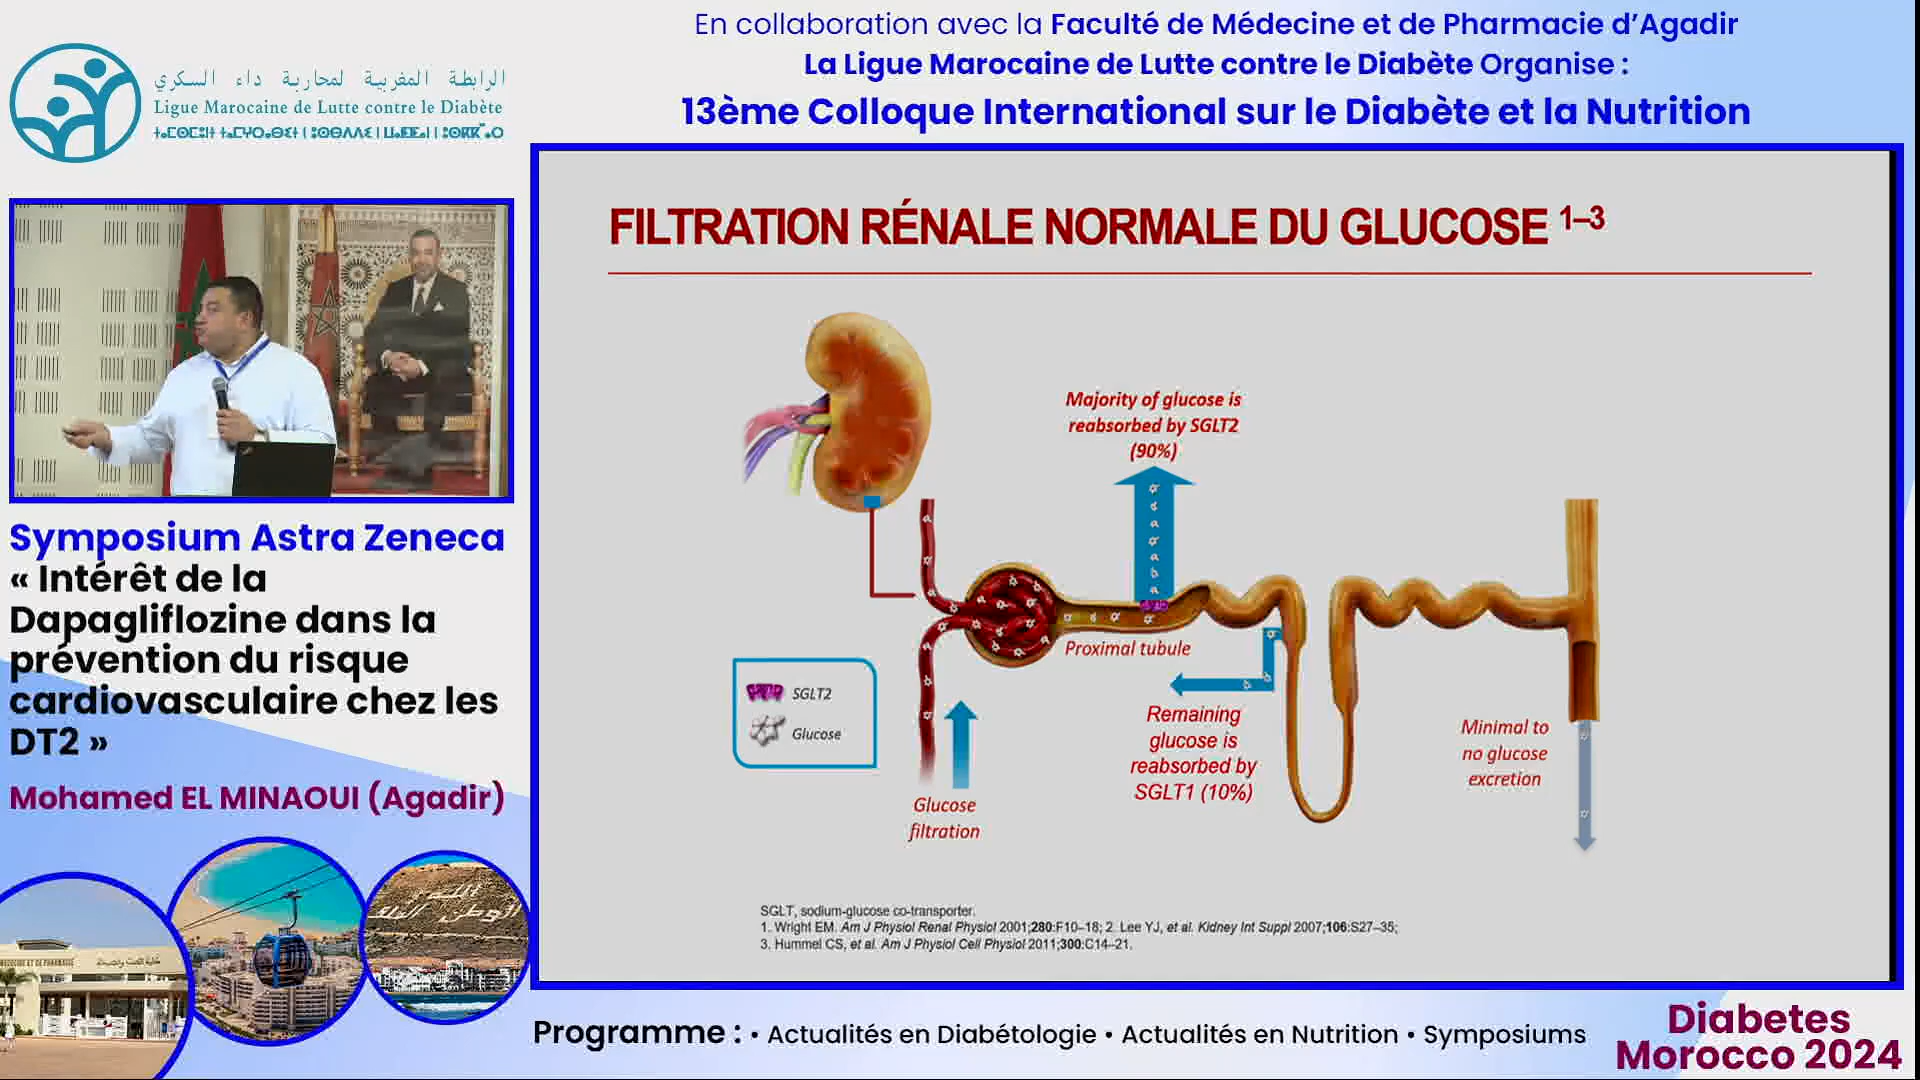 En collaboration avec la Faculté de Médecine et de Pharmacie d’Agadir
La Ligue Marocaine de Lutte contre le Diabète Organise :
13ème Colloque International sur le Diabète et la Nutrition
الرابطة المغربية لمحاربة داء السكري
Ligue Marocaine de Lutte contre le Diabète
Symposium Astra Zeneca
« Intérêt de la
Dapagliflozine dans la
prévention du risque
cardiovasculaire chez les
DT2 »
Mohamed EL MINAOUI (Agadir)
FILTRATION RÉNALE NORMALE DU GLUCOSE 1–3
Majority of glucose is
reabsorbed by SGLT2
(90%)
Proximal tubule
SGLT2
Glucose
Remaining
glucose is
reabsorbed by
SGLT1 (10%)
Minimal to
no glucose
excretion
Glucose
filtration
SGLT, sodium-glucose co-transporter.
1. Wright EM. Am J Physiol Renal Physiol 2001;280:F10–18; 2. Lee YJ, et al. Kidney Int Suppl 2007;106:S27–35;
3. Hummel CS, et al. Am J Physiol Cell Physiol 2011;300:C14–21.
الله
الوطن الملك
Programme : • Actualités en Diabétologie • Actualités en Nutrition • Symposiums
Diabetes
Morocco 2024